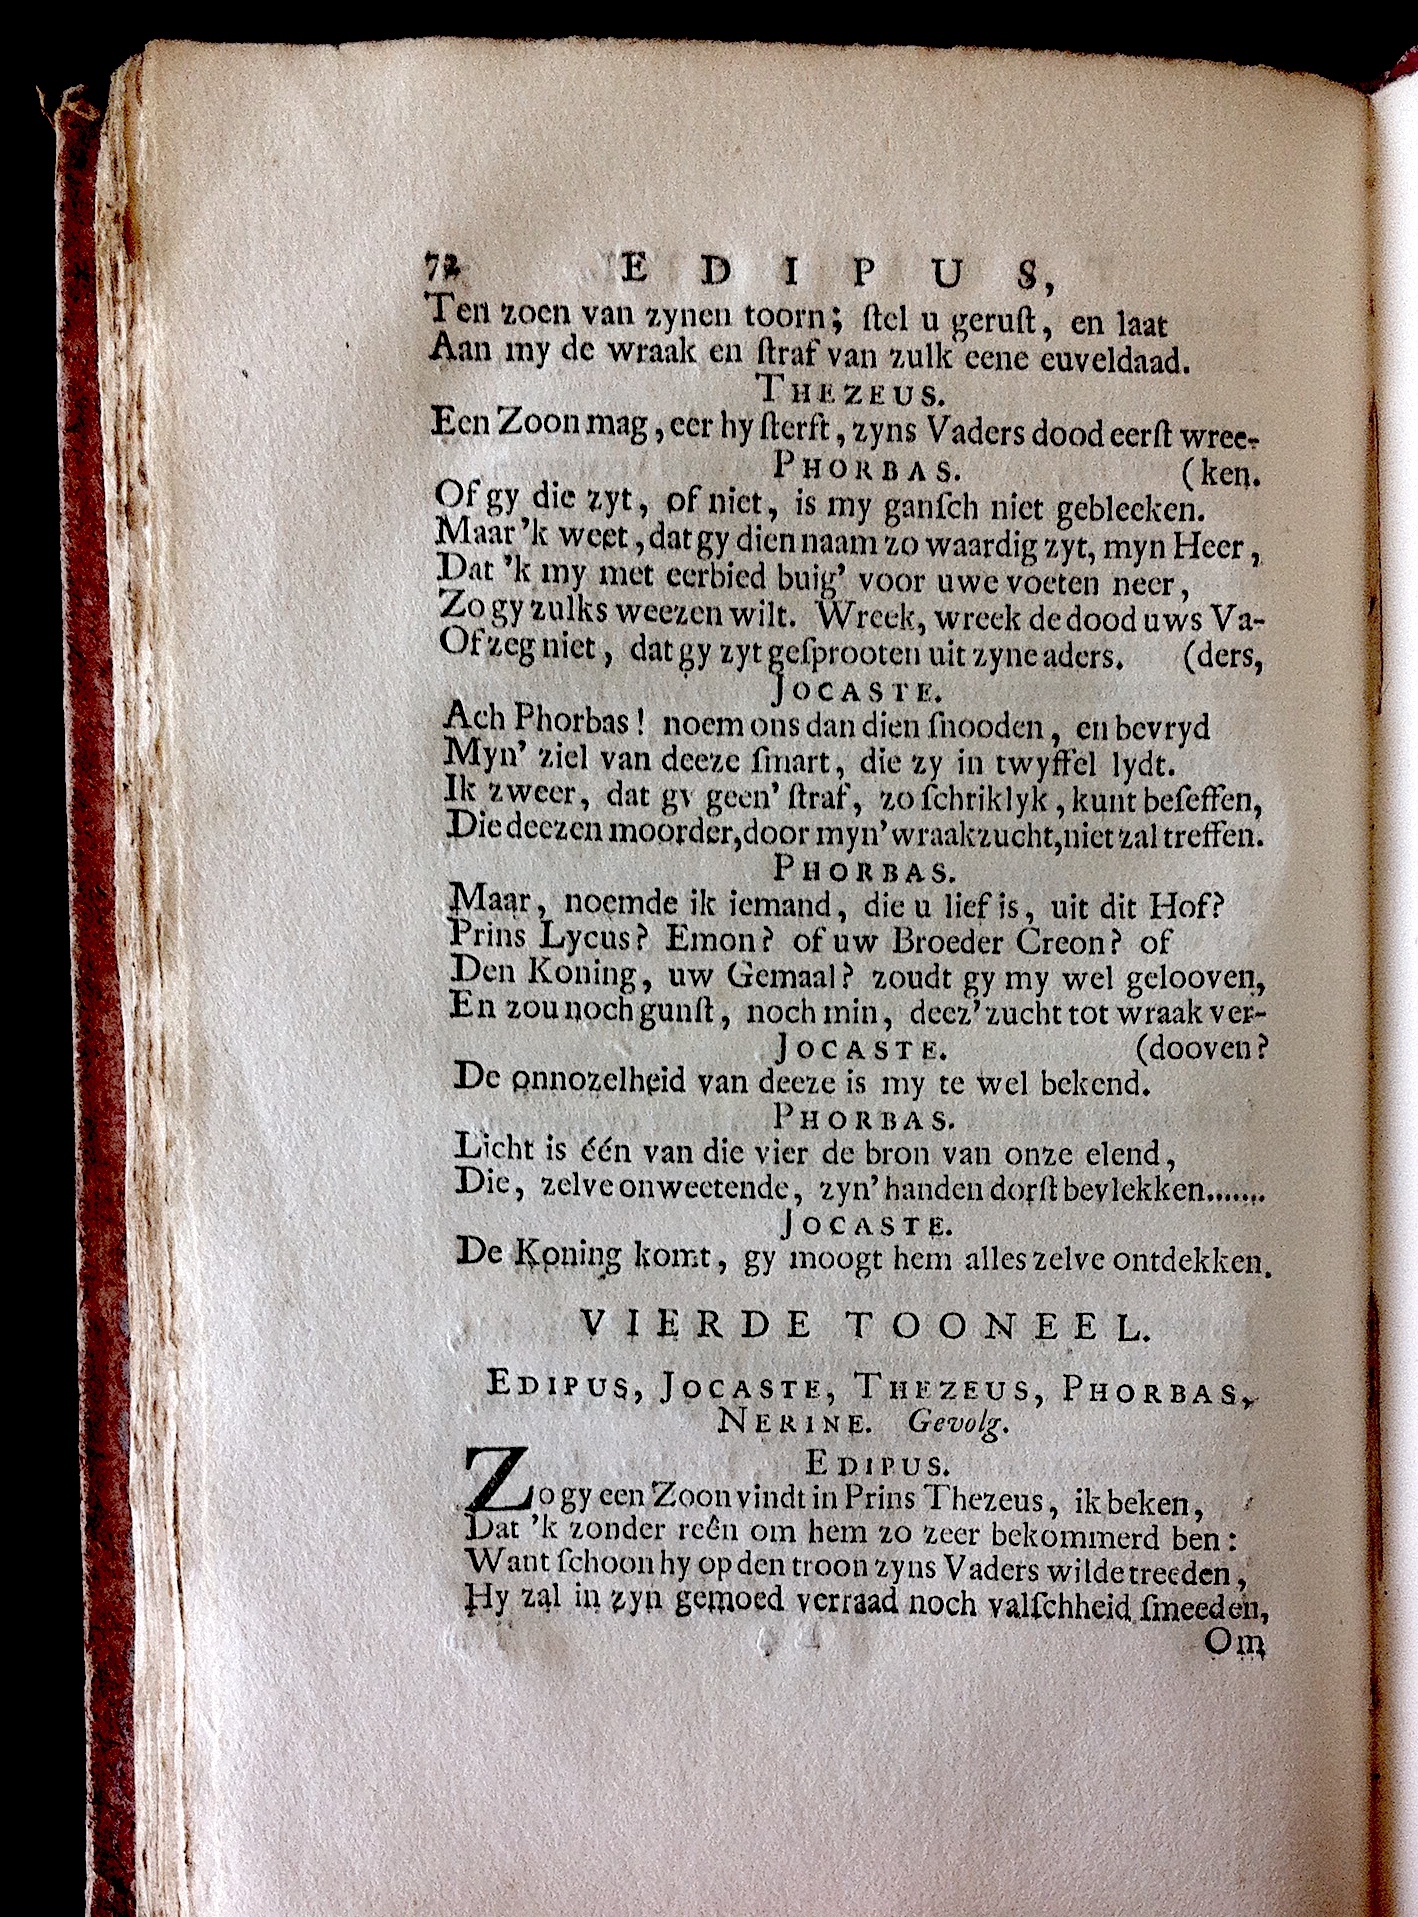 72 EDIPUS,
Ten zoen van zynen toorn; ſtel u geruſt, en laat
Aan my de wraak en ſtraf van zulk eene euveldaad.
THEZEUS.
Een Zoon mag, eer hy ſterft, zyns Vaders dood eerſt wree-
PHORBAS. (ken.
Of gy die zyt, of niet, is my ganſch niet gebleeken.
Maar 'k weet, dat gy dien naam zo waardig zyt, myn Heer,
Dat 'k my met eerbied buig' voor uwe voeten neer,
Zo gy zulks weezen wilt. Wreek, wreek de dood uws Va-
Of zeg niet, dat gy zyt geſprooten uit zyne aders. (ders,
JOCASTE.
Ach Phorbas! noem ons dan dien ſnooden, en bevryd
Myn' ziel van deeze ſmart, die zy in twyffel lydt.
Ik zweer, dat gy geen' ſtraf, zo ſchriklyk, kunt beſeffen,
Die deezen moorder, door myn' wraakzucht, niet zal treffen.
PHORBAS.
Maar, noemde ik iemand, die u lief is, uit dit Hof?
Prins Lycus? Emon? of uw Broeder Creon? of
Den Koning, uw Gemaal? zoudt gy my wel gelooven,
En zou noch gunſt, noch min, deez' zucht tot wraak ver-
JOCASTE. (dooven?
De onnozelheid van deeze is my te wel bekend.
PHORBAS.
Licht is één van die vier de bron van onze elend,
Die, zelve onweetende, zyn' handen dorſt bevlekken.......
JOCASTE.
De Koning komt, gy moogt hem alles zelve ontdekken.
VIERDE TOONEEL.
EDIPUS, JOCASTE, THEZEUS, PHORBAS,
NERINE. Gevolg.
EDIPUS.
Zo gy een Zoon vindt in Prins Thezeus, ik beken,
Dat 'k zonder reên om hem zo zeer bekommerd ben:
Want ſchoon hy op den troon zyns Vaders wilde treeden,
Hy zal in zyn gemoed verraad noch valſchheid ſmeeden,
Om